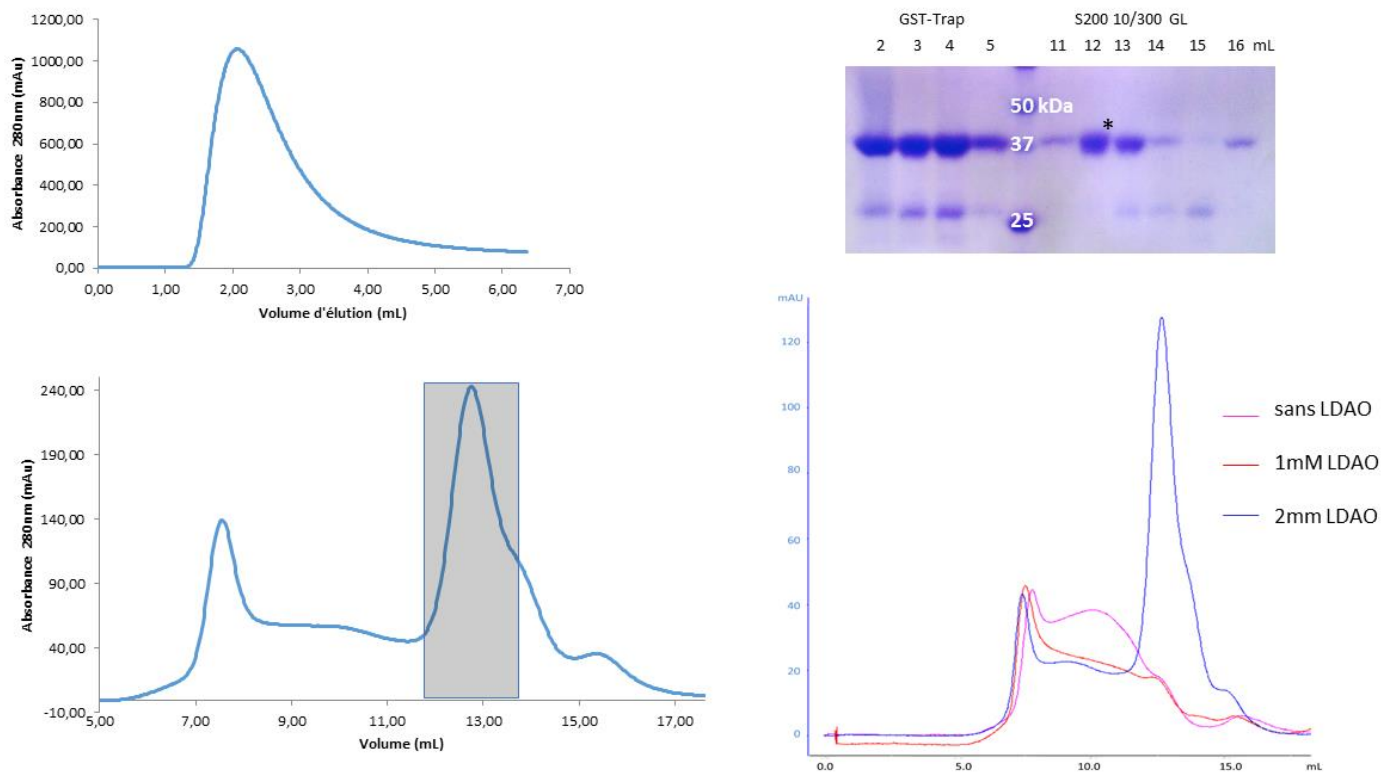 1200,00
1000,00
800,00
600,00
400,00
200,00
0,00
Absorbance 280nm (mAu)
0,00 1,00 2,00 3,00 4,00 5,00 6,00 7,00
Volume d'élution (mL)
GST-Trap S200 10/300 GL
2 3 4 5 11 12 13 14 15 16 mL
50 kDa
*
37
25
240,00
190,00
140,00
90,00
40,00
-10,00
Absorbance 280nm (mAu)
5,00 7,00 9,00 11,00 13,00 15,00 17,00
Volume (mL)
mAU
120
100
80
60
40
20
0
0.0 5.0 10.0 15.0 mL
sans LDAO
1mM LDAO
2mm LDAO